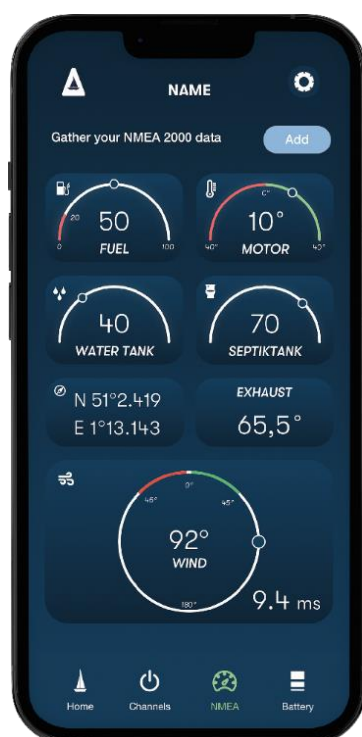 NAME
Gather your NMEA 2000 data
Add
20
50
0
100
FUEL
0°
10°
40°
40°
MOTOR
40
WATER TANK
70
SEPTIKTANK
N 51°2.419
E 1°13.143
EXHAUST
65,5°
0°
45°
45°
92°
WIND
180°
9.4 ms
Home
Channels
NMEA
Battery